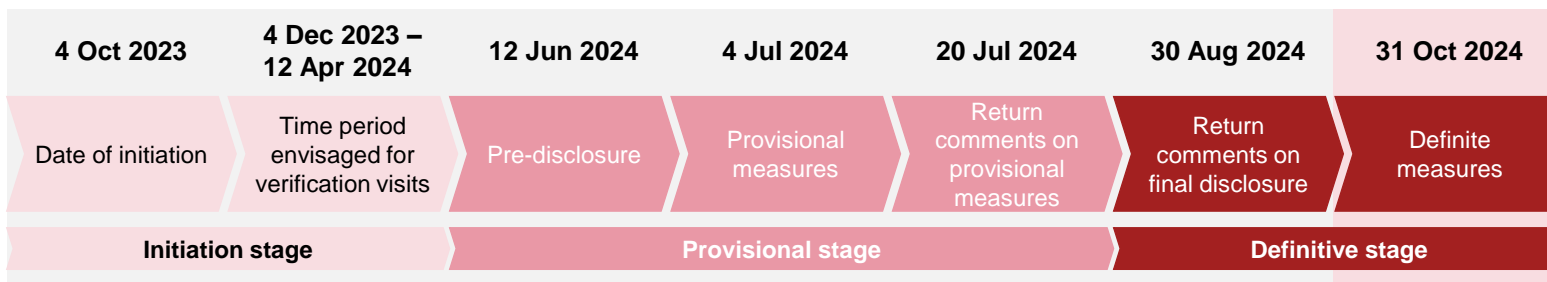 4 Oct 2023
4 Dec 2023 –
12 Apr 2024
12 Jun 2024
4 Jul 2024
20 Jul 2024
30 Aug 2024
31 Oct 2024
Date of initiation
Time period
envisaged for
verification visits
Pre-disclosure
Provisional
measures
Return
comments on
provisional
measures
Return
comments on
final disclosure
Definite
measures
Initiation stage
Provisional stage
Definitive stage